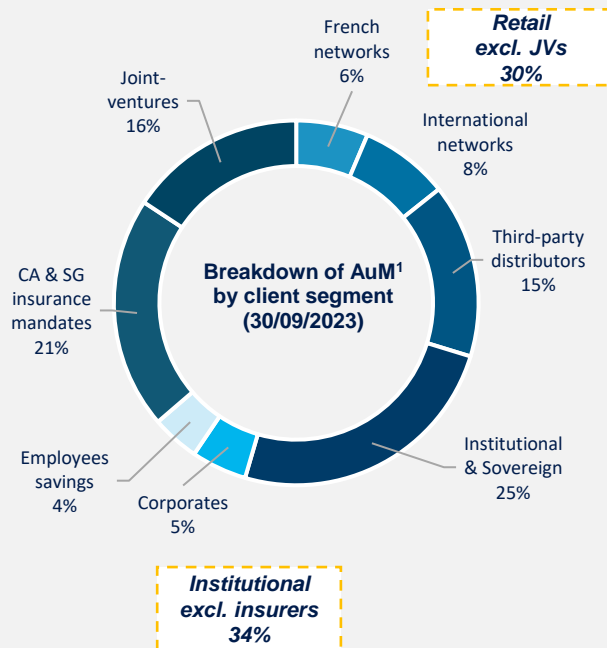 French
networks
6%
Retail
excl. JVs
30%
Joint-
ventures
16%
International
networks
8%
Third-party
distributors
15%
Breakdown of AuM¹
by client segment
(30/09/2023)
CA & SG
insurance
mandates
21%
Institutional
& Sovereign
25%
Employees
savings
4%
Corporates
5%
Institutional
excl. insurers
34%